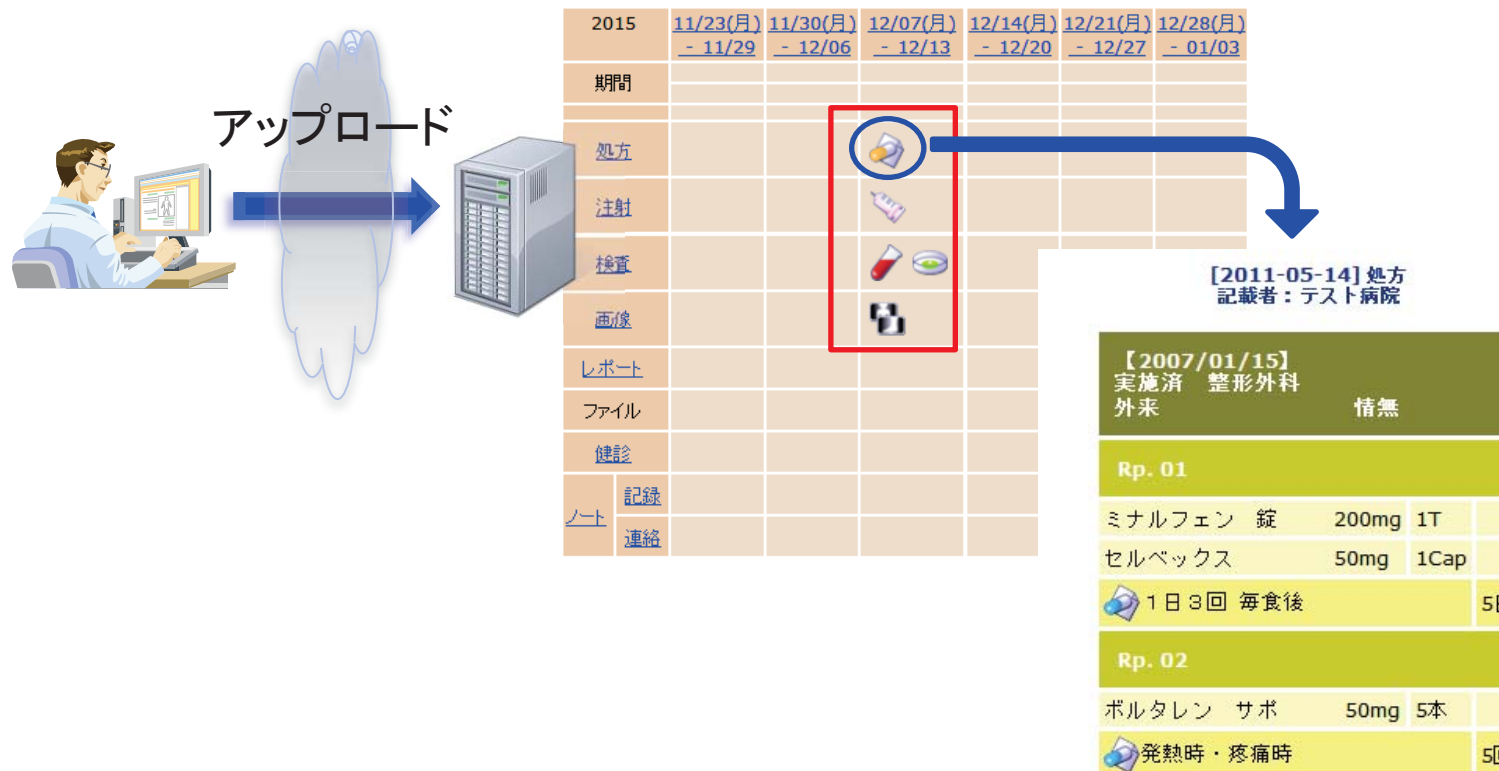 アップロード
2015 11/23(月) 11/30(月) 12/07(月) 12/14(月) 12/21(月) 12/28(月)
- 11/29 - 12/06 - 12/13 - 12/20 - 12/27 - 01/03
期間
処方
注射
検査
画像
レポート
ファイル
健診
ノート
記録
連絡
[2011-05-14] 処方
記載者：テスト病院
【2007/01/15】
実施済 整形外科
外来 情無
Rp. 01
ミナルフェン 錠 200mg 1T
セルベックス 50mg 1Cap
1日3回 毎食後
Rp. 02
ボルタレン サポ 50mg 5本
発熱時・疼痛時